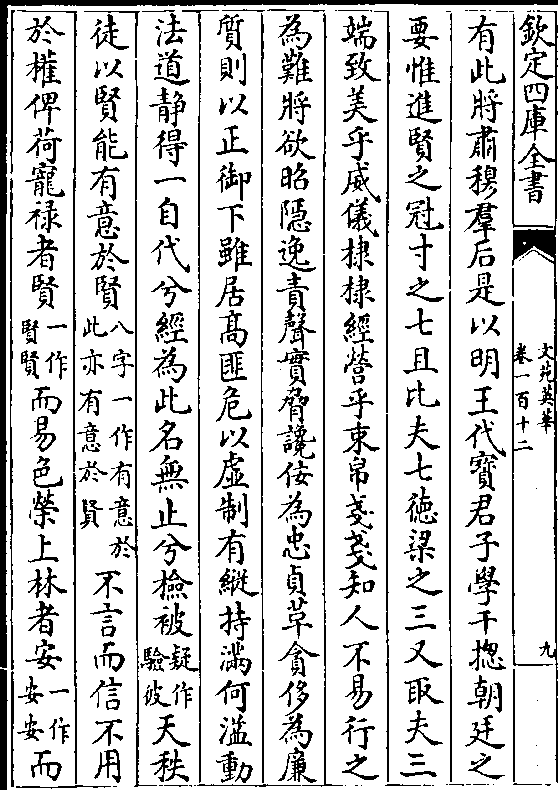 欽定四庫全書
文苑英華
卷一百十二
九
有此將肅穆羣后是以明王代寶君子學干揔朝廷之
要惟進賢之冠寸之七且比夫七德梁之三又取夫三
端致美乎威儀棣棣經營乎束帛戔戔知人不易行之
為難將欲昭隱逸責聲實脅讒佞為忠貞革貪侈為廉
質則以正御下雖居高匪危以虛制有縱持滿何溢動
法道静得一自代兮經為此名無止兮檢被疑作驗彼天秩
徒以賢能有意於賢八字一作有意於此亦有意於賢不言而信不用
於權俾荷寵禄者賢一作賢賢而易色榮上林者安一作安安而